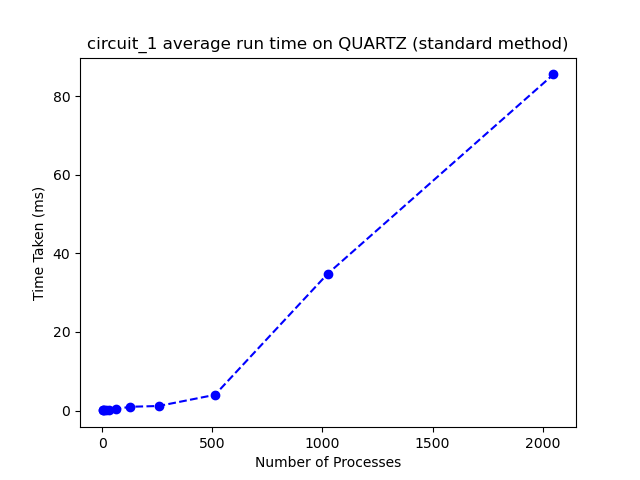 circuit_1 average run time on QUARTZ (standard method)
Time Taken (ms)
80
60
40
20
0
0 500 1000 1500 2000
Number of Processes